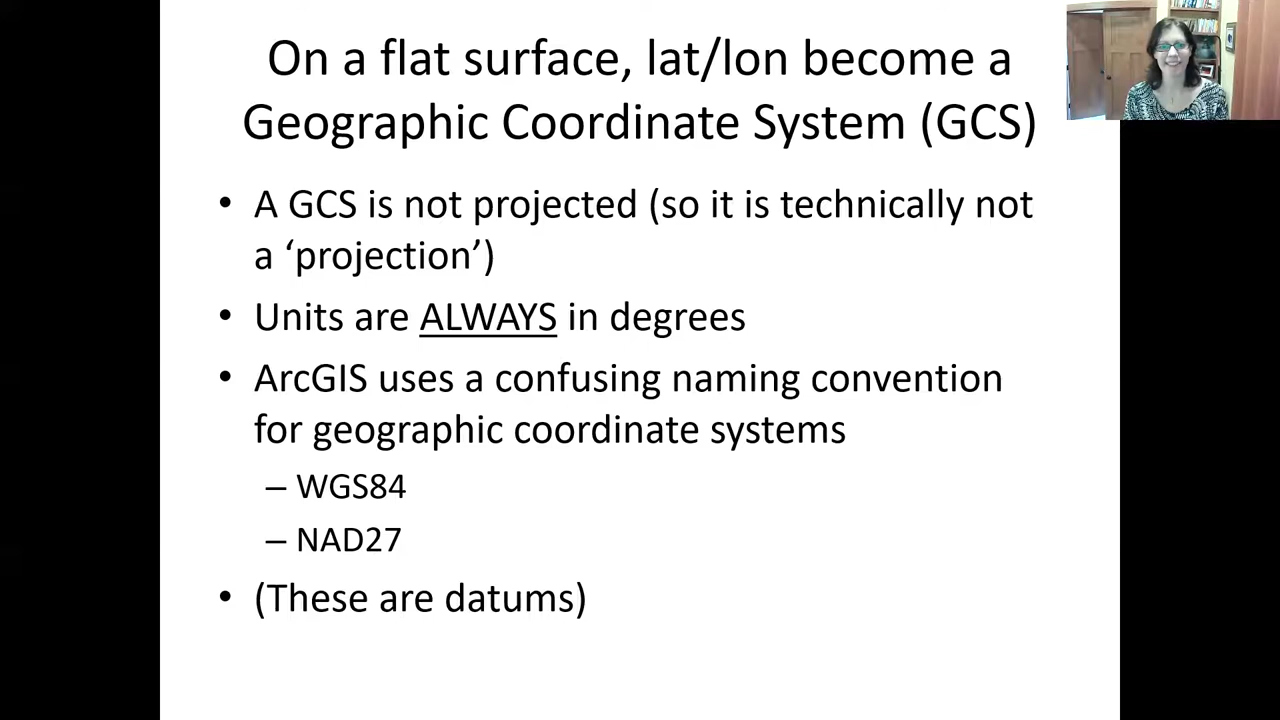 On a flat surface, lat/lon become a
Geographic Coordinate System (GCS)
• A GCS is not projected (so it is technically not
a ‘projection’)
• Units are ALWAYS in degrees
• ArcGIS uses a confusing naming convention
for geographic coordinate systems
– WGS84
– NAD27
• (These are datums)